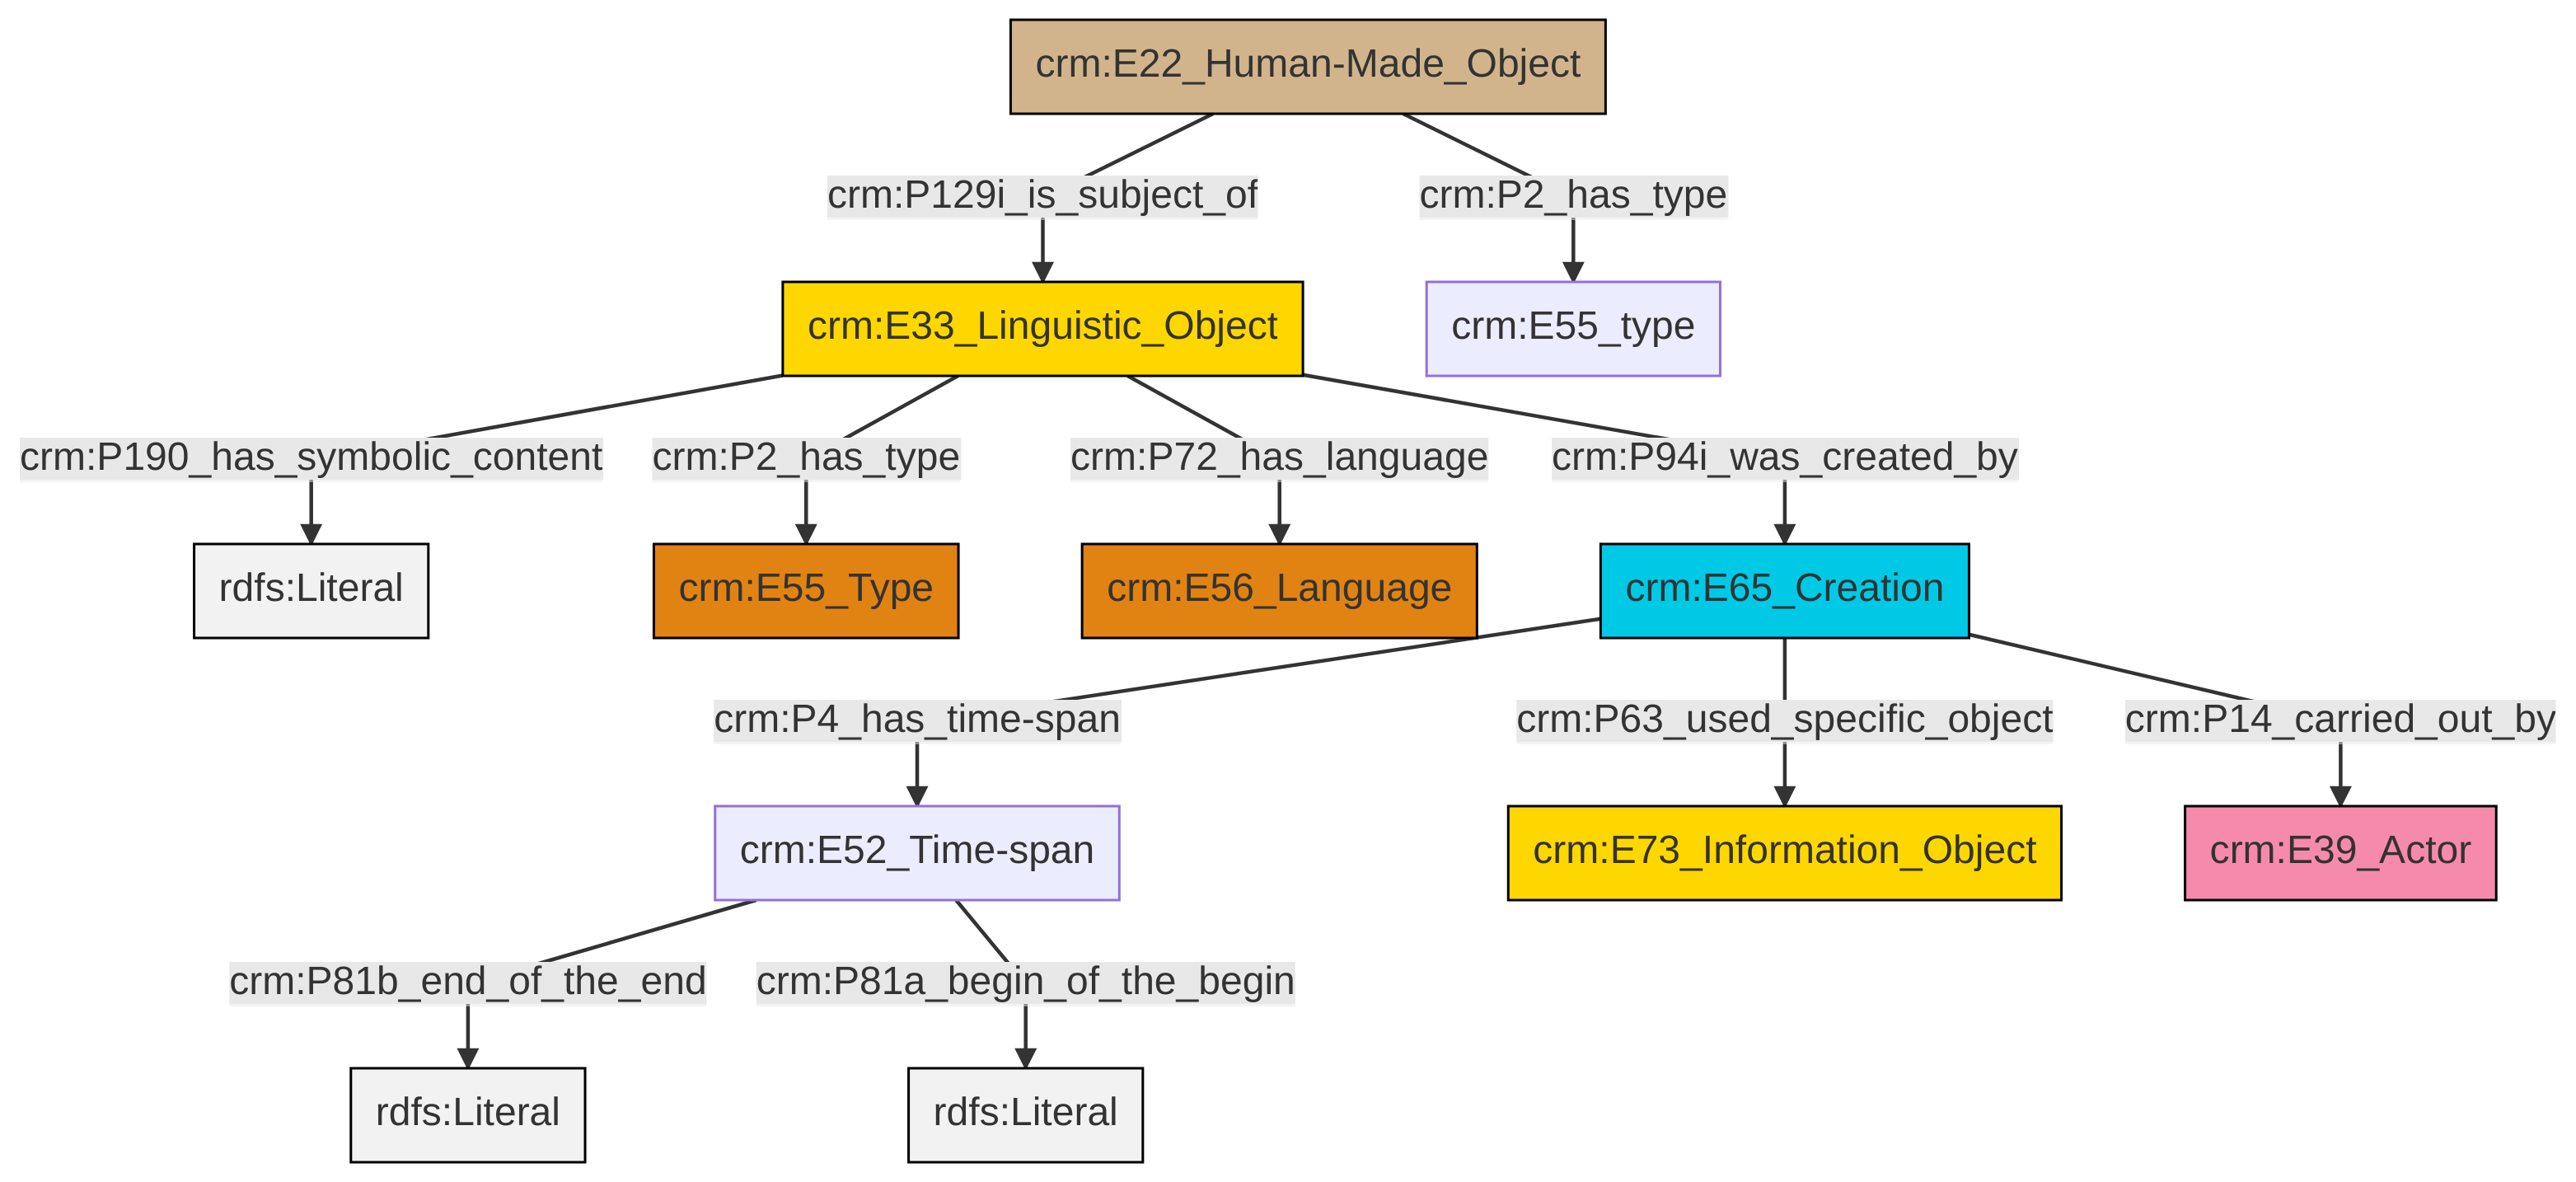 crm:E22_Human-Made_Object
crm:P129i_is_subject_of
crm:P2_has_type
crm:E33_Linguistic_Object
crm:E55_type
crm:P190_has_symbolic_content
crm:P2_has_type
crm:P72_has_language
crm:P94i_was_created_by
rdfs:Literal
crm:E55_Type
crm:E56_Language
crm:E65_Creation
crm:P4_has_time-span
crm:P63_used_specific_object
crm:P14_carried_out_by
crm:E52_Time-span
crm:E73_Information_Object
crm:E39_Actor
crm:P81b_end_of_the_end
crm:P81a_begin_of_the_begin
rdfs:Literal
rdfs:Literal